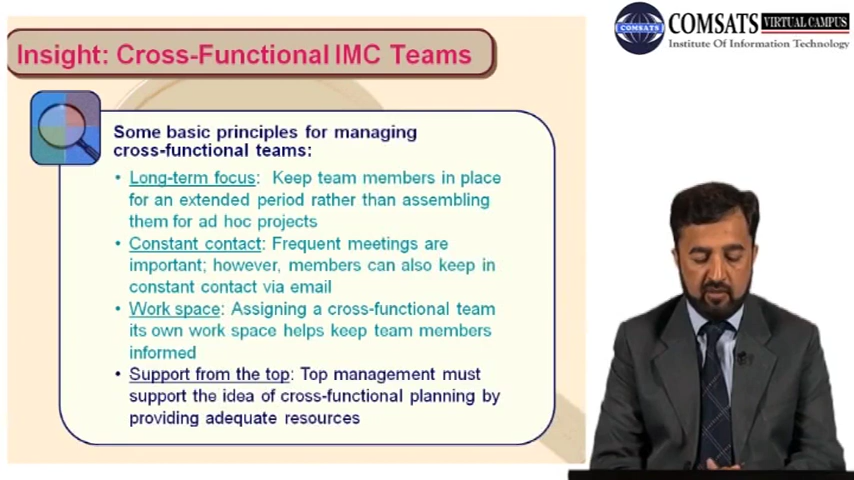 Insight: Cross-Functional IMC Teams
COMSATS VIRTUAL CAMPUS
Institute Of Information Technology
COMSATS
Some basic principles for managing
cross-functional teams:
• Long-term focus: Keep team members in place
for an extended period rather than assembling
them for ad hoc projects
• Constant contact: Frequent meetings are
important; however, members can also keep in
constant contact via email
• Work space: Assigning a cross-functional team
its own work space helps keep team members
informed
• Support from the top: Top management must
support the idea of cross-functional planning by
providing adequate resources